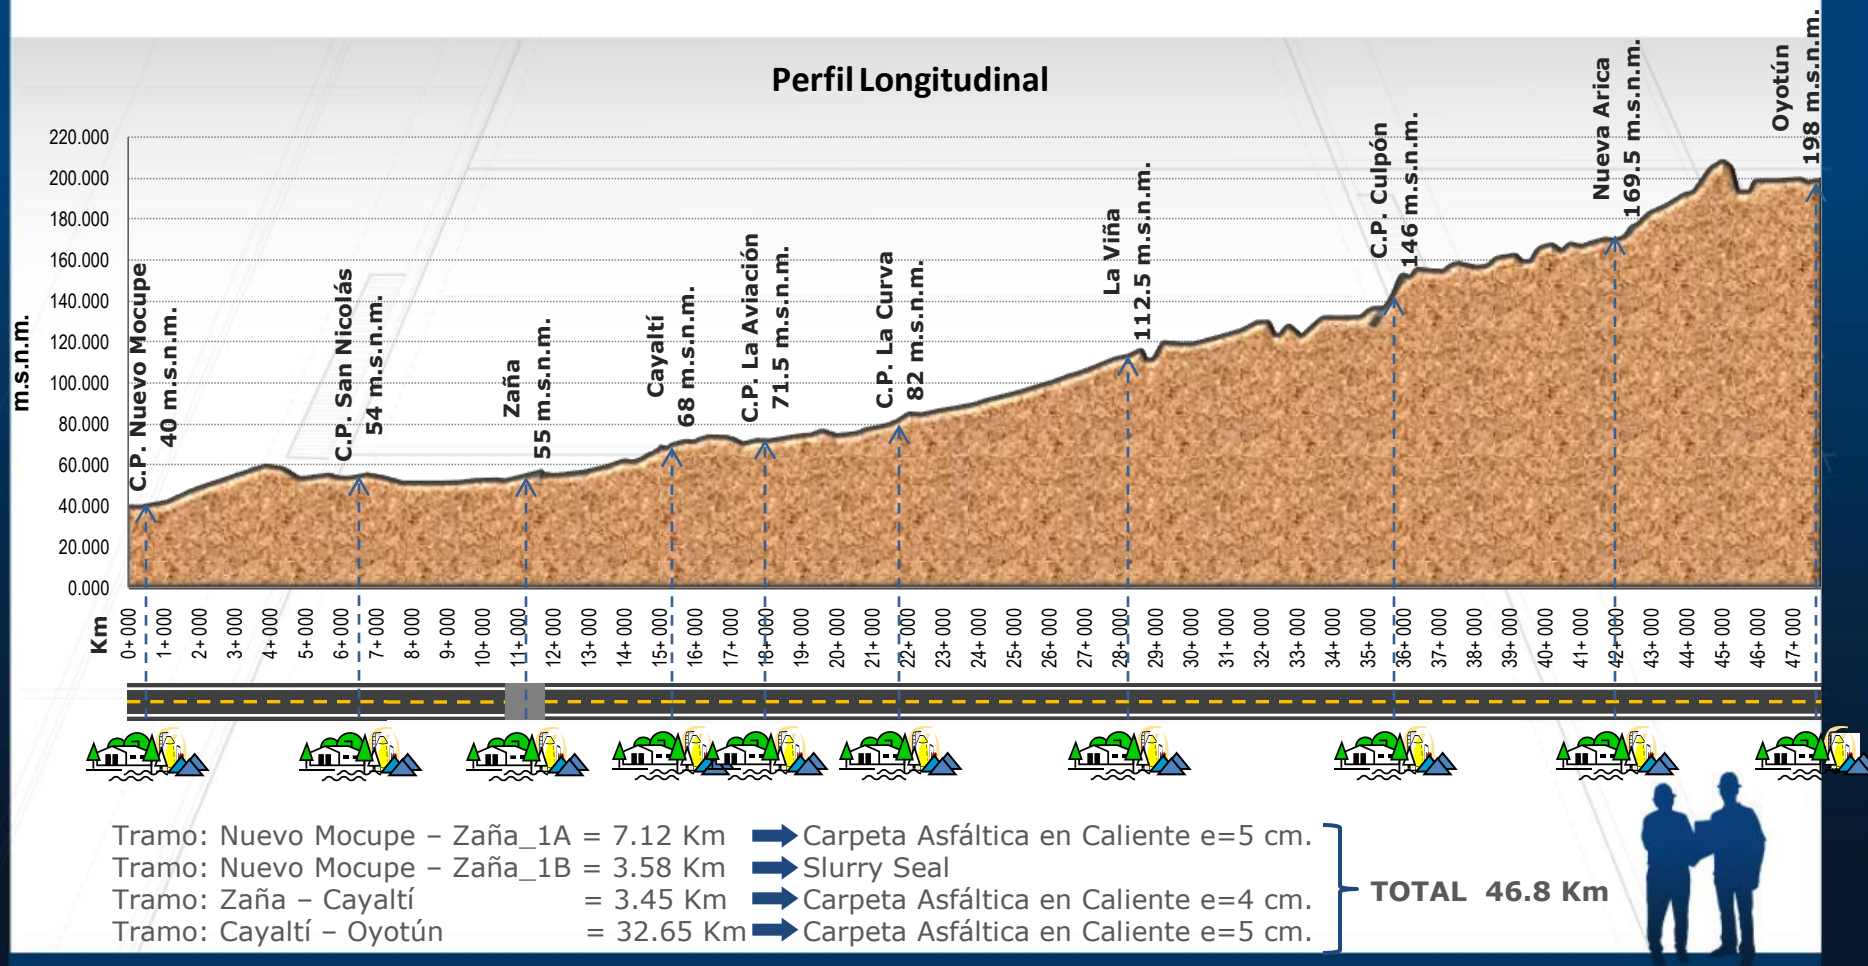 Perfil Longitudinal
m.s.n.m.
220.000
200.000
180.000
160.000
140.000
120.000
100.000
80.000
60.000
40.000
20.000
0.000
C.P. Nuevo Mocupe
40 m.s.n.m.
C.P. San Nicolás
54 m.s.n.m.
Zaña
55 m.s.n.m.
Cayaltí
68 m.s.n.m.
C.P. La Aviación
71.5 m.s.n.m.
C.P. La Curva
82 m.s.n.m.
La Viña
112.5 m.s.n.m.
C.P. Culpón
146 m.s.n.m.
Nueva Arica
169.5 m.s.n.m.
Oyotún
198 m.s.n.m.
Km
0+ 000
1+ 000
2+ 000
3+ 000
4+ 000
5+ 000
6+ 000
7+ 000
8+ 000
9+ 000
10+ 000
11+ 000
12+ 000
13+ 000
14+ 000
15+ 000
16+ 000
17+ 000
18+ 000
19+ 000
20+ 000
21+ 000
22+ 000
23+ 000
24+ 000
25+ 000
26+ 000
27+ 000
28+ 000
29+ 000
30+ 000
31+ 000
32+ 000
33+ 000
34+ 000
35+ 000
36+ 000
37+ 000
38+ 000
39+ 000
40+ 000
41+ 000
42+ 000
43+ 000
44+ 000
45+ 000
46+ 000
47+ 000
Tramo: Nuevo Mocupe – Zaña_1A = 7.12 Km Carpeta Asfáltica en Caliente e=5 cm.
Tramo: Nuevo Mocupe – Zaña_1B = 3.58 Km Slurry Seal
Tramo: Zaña – Cayaltí = 3.45 Km Carpeta Asfáltica en Caliente e=4 cm.
Tramo: Cayaltí – Oyotún = 32.65 Km Carpeta Asfáltica en Caliente e=5 cm.
TOTAL 46.8 Km